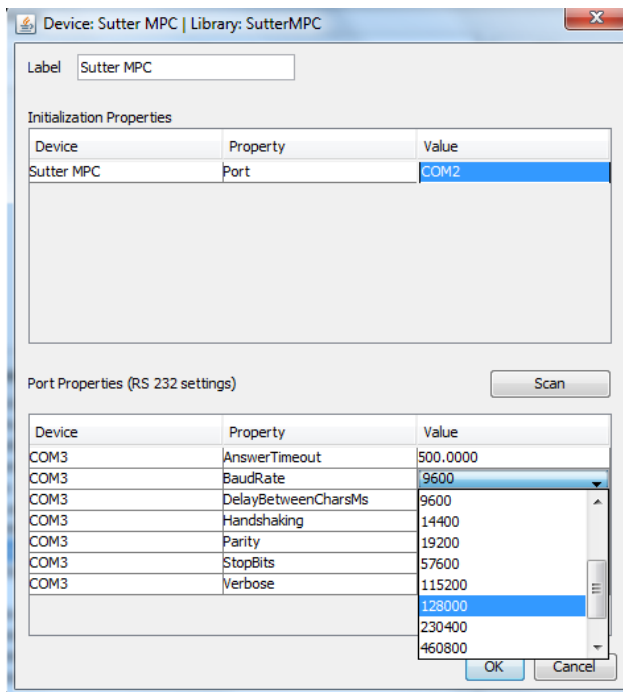 Device: Sutter MPC | Library: SutterMPC
Label Sutter MPC
Initialization Properties
Device Property Value
Sutter MPC Port COM2
Port Properties (RS 232 settings) Scan
Device Property Value
COM3 AnswerTimeout 500.0000
COM3 BaudRate 9600
COM3 DelayBetweenCharsMs 9600
COM3 Handshaking 14400
COM3 Parity 19200
COM3 StopBits 57600
COM3 Verbose 115200
128000
230400
460800
OK Cancel